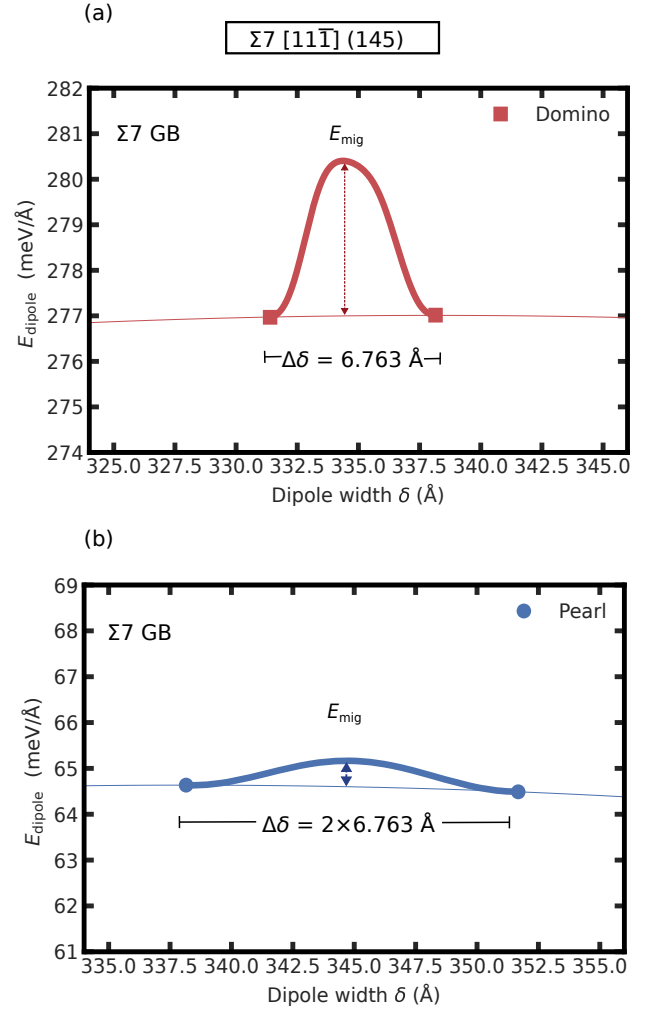 (a)
Σ7 [111̅] (145)
282
281
280
279
278
277
276
275
274
E_dipole (meV/Å)
Σ7 GB
E_mig
Domino
Δδ = 6.763 Å
325.0 327.5 330.0 332.5 335.0 337.5 340.0 342.5 345.0
Dipole width δ (Å)
(b)
69
68
67
66
65
64
63
62
61
E_dipole (meV/Å)
Σ7 GB
E_mig
Pearl
Δδ = 2×6.763 Å
335.0 337.5 340.0 342.5 345.0 347.5 350.0 352.5 355.0
Dipole width δ (Å)